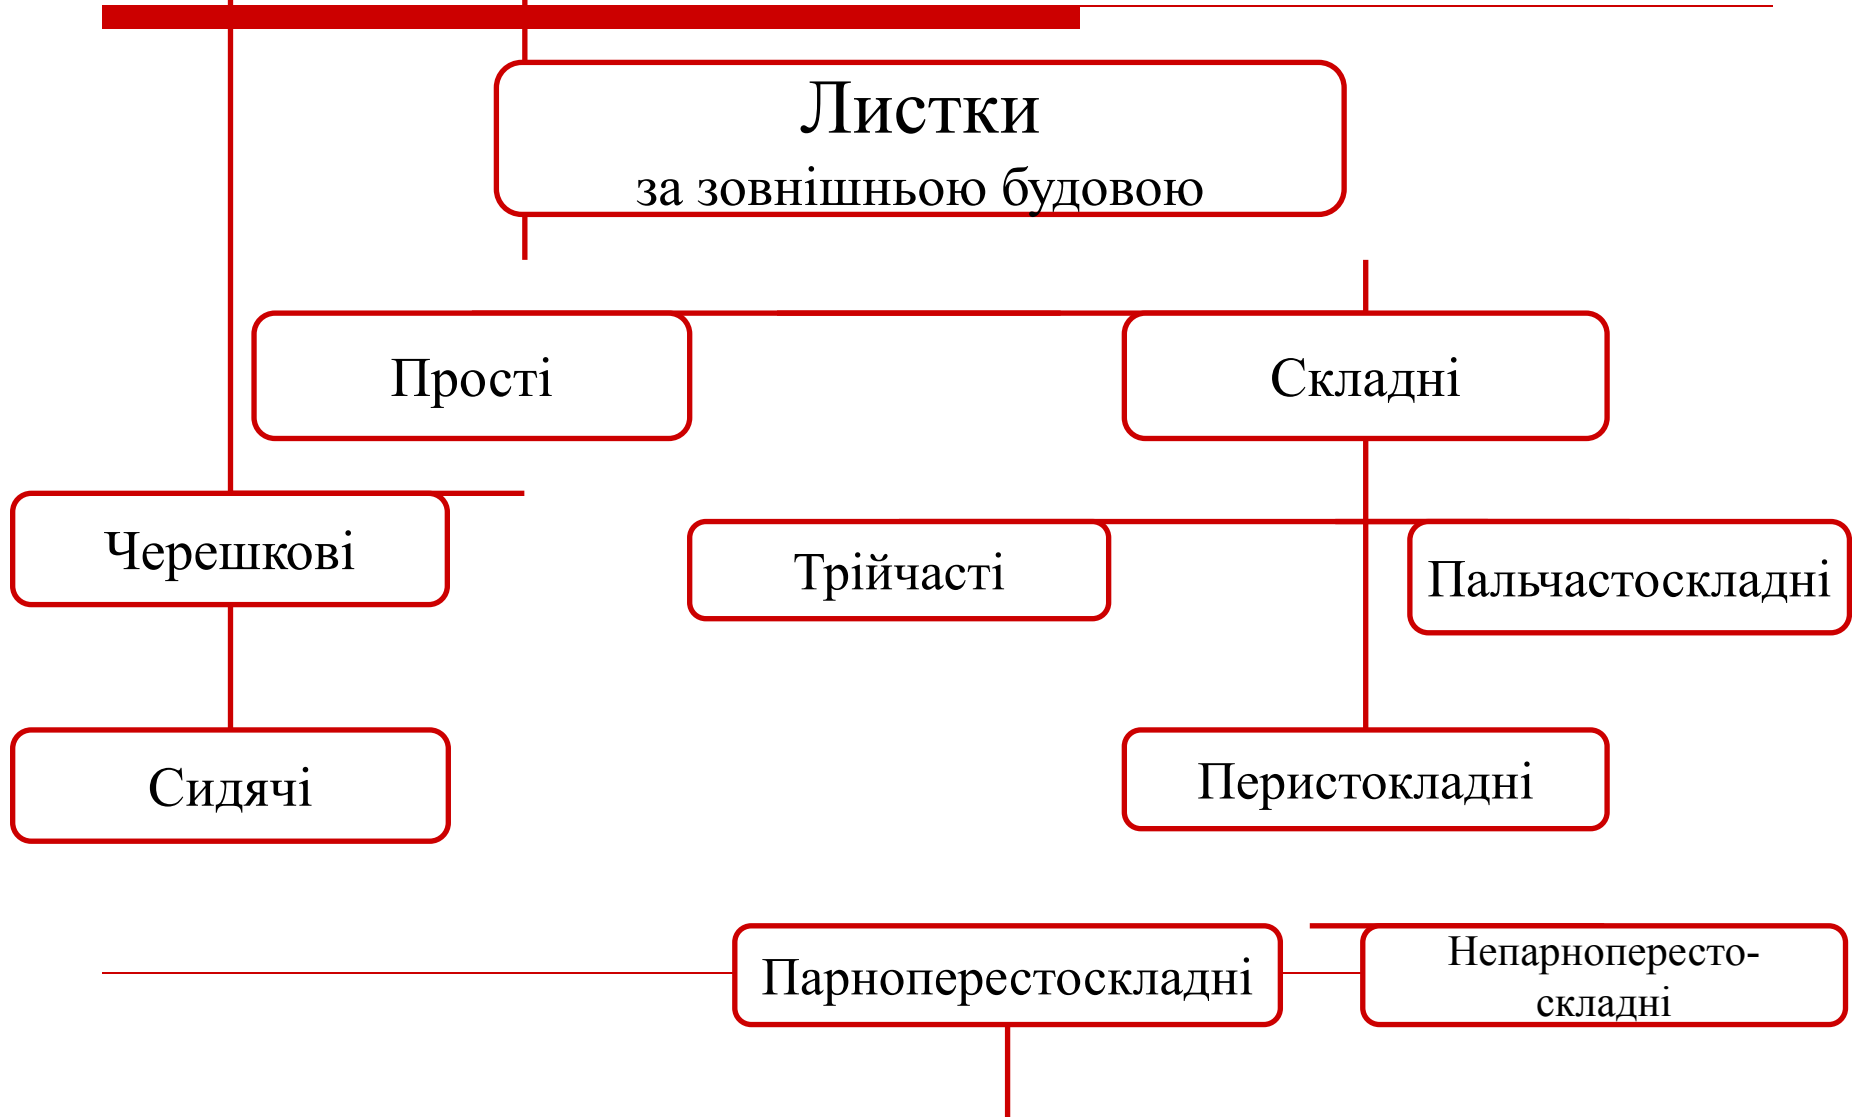 Листки
за зовнішньою будовою
Прості
Складні
Черешкові
Трійчасті
Пальчастоскладні
Сидячі
Перистокладні
Парноперестоскладні
Непарнопересто-
складні